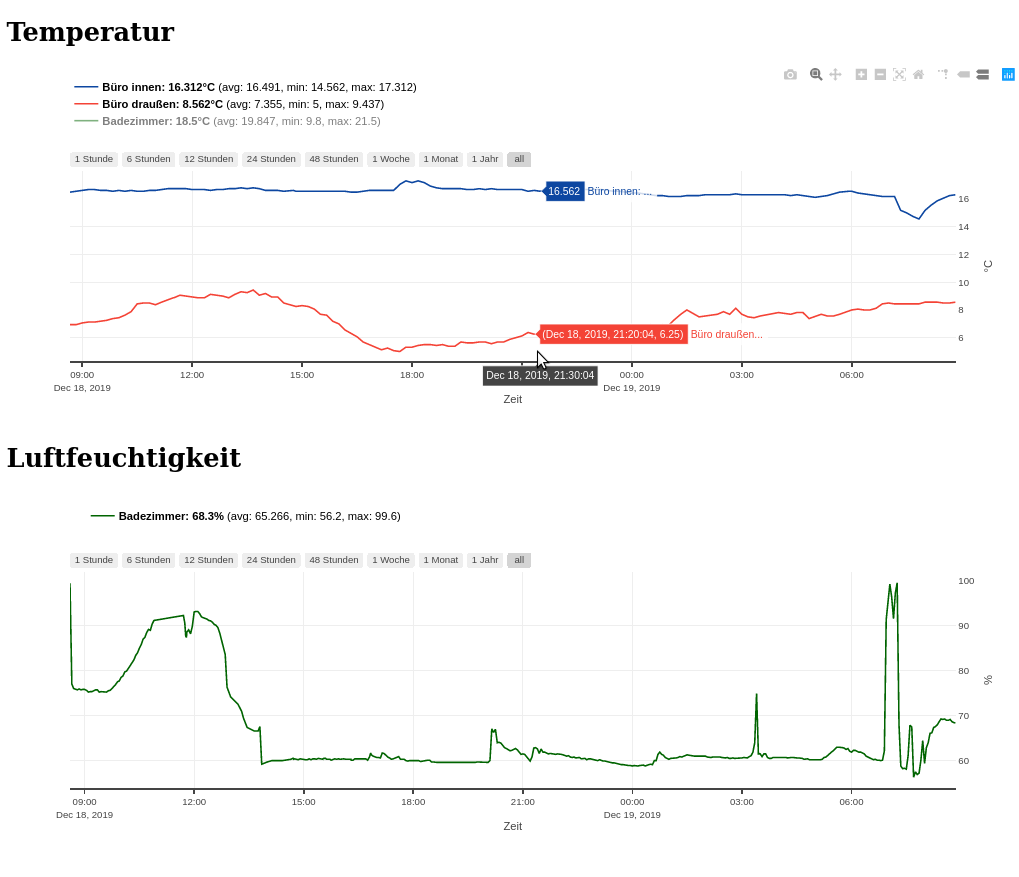 Temperatur
Büro innen: 16.312°C (avg: 16.491, min: 14.562, max: 17.312)
Büro draußen: 8.562°C (avg: 7.355, min: 5, max: 9.437)
Badezimmer: 18.5°C (avg: 19.847, min: 9.8, max: 21.5)
1 Stunde 6 Stunden 12 Stunden 24 Stunden 48 Stunden 1 Woche 1 Monat 1 Jahr all
16.562 Büro innen: ...
16
14
12
10
8
6
°C
(Dec 18, 2019, 21:20:04, 6.25) Büro draußen...
09:00 12:00 15:00 18:00 Dec 18, 2019, 21:30:04 00:00 03:00 06:00
Dec 18, 2019 Dec 19, 2019
Zeit
Luftfeuchtigkeit
Badezimmer: 68.3% (avg: 65.266, min: 56.2, max: 99.6)
1 Stunde 6 Stunden 12 Stunden 24 Stunden 48 Stunden 1 Woche 1 Monat 1 Jahr all
100
90
80
70
60
%
09:00 12:00 15:00 18:00 21:00 00:00 03:00 06:00
Dec 18, 2019 Dec 19, 2019
Zeit